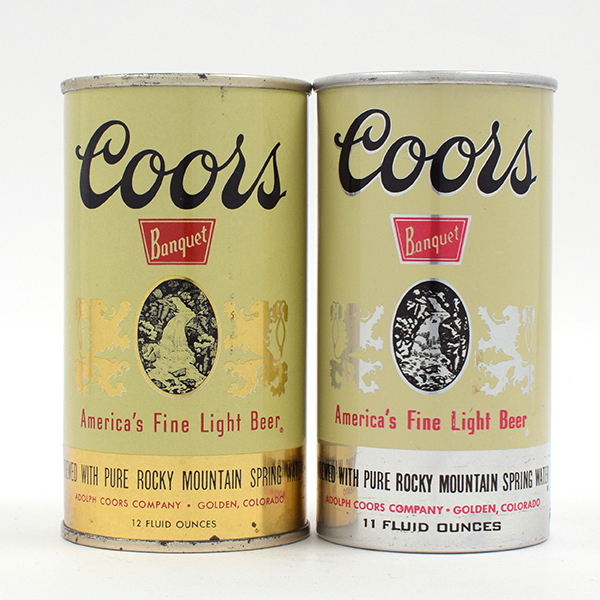 Coors
Banquet
America's Fine Light Beer
WITH PURE ROCKY MOUNTAIN SPRING
ADOLPH COORS COMPANY • GOLDEN, COLORADO
12 FLUID OUNCES
Coors
Banquet
America's Fine Light Beer
WITH PURE ROCKY MOUNTAIN SPRING WATER
ADOLPH COORS COMPANY • GOLDEN, COLORADO
11 FLUID OUNCES